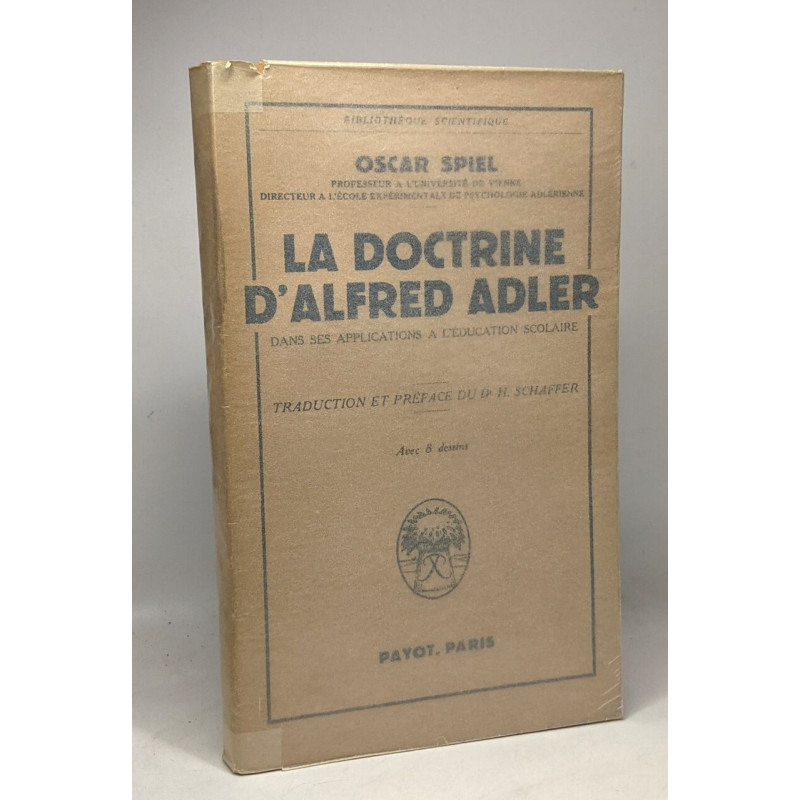 BIBLIOTHÈQUE SCIENTIFIQUE
OSCAR SPIEL
PROFESSEUR A L'UNIVERSITÉ DE VIENNE
DIRECTEUR A L'ÉCOLE EXPÉRIMENTALE DE PSYCHOLOGIE ADLÉRIENNE
LA DOCTRINE
D'ALFRED ADLER
DANS SES APPLICATIONS A L'ÉDUCATION SCOLAIRE
TRADUCTION ET PRÉFACE DU Dr H. SCHAFFER
Avec 8 dessins
PAYOT, PARIS